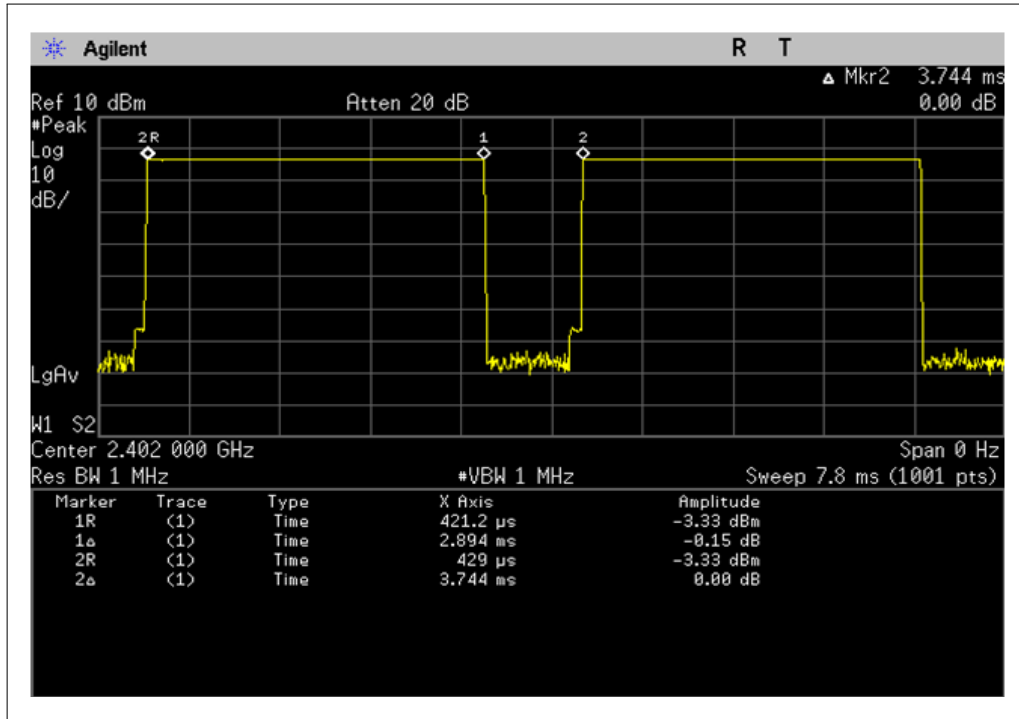 Agilent R T
Δ Mkr2 3.744 ms
Ref 10 dBm Atten 20 dB 0.00 dB
#Peak
Log
10
dB/
2R 1 2
LgAv
W1 S2
Center 2.402 000 GHz Span 0 Hz
Res BW 1 MHz #VBW 1 MHz Sweep 7.8 ms (1001 pts)
Marker Trace Type X Axis Amplitude
1R (1) Time 421.2 µs -3.33 dBm
1Δ (1) Time 2.894 ms -0.15 dB
2R (1) Time 429 µs -3.33 dBm
2Δ (1) Time 3.744 ms 0.00 dB